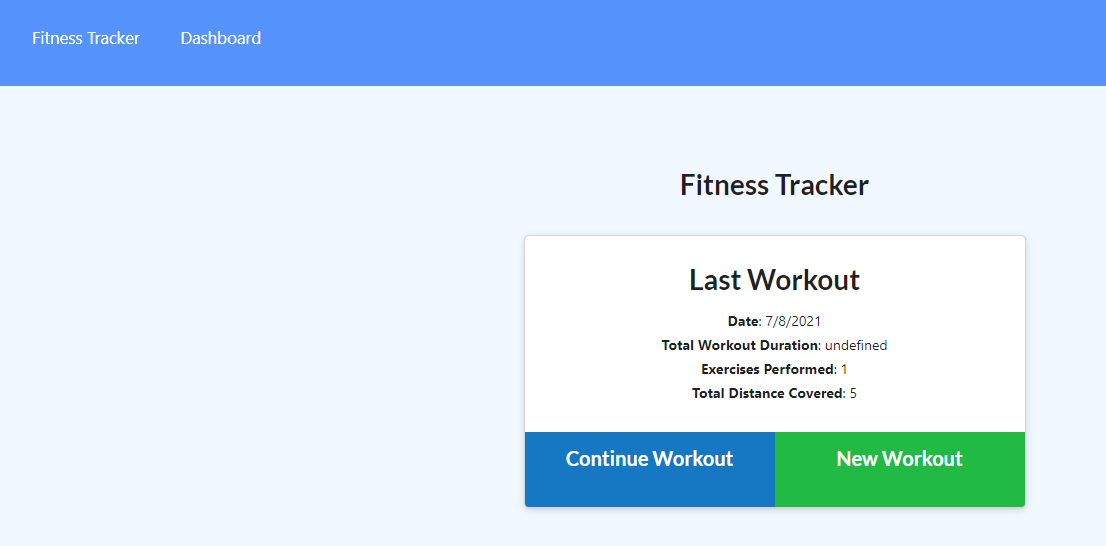 Fitness Tracker Dashboard
Fitness Tracker
Last Workout
Date: 7/8/2021
Total Workout Duration: undefined
Exercises Performed: 1
Total Distance Covered: 5
Continue Workout New Workout